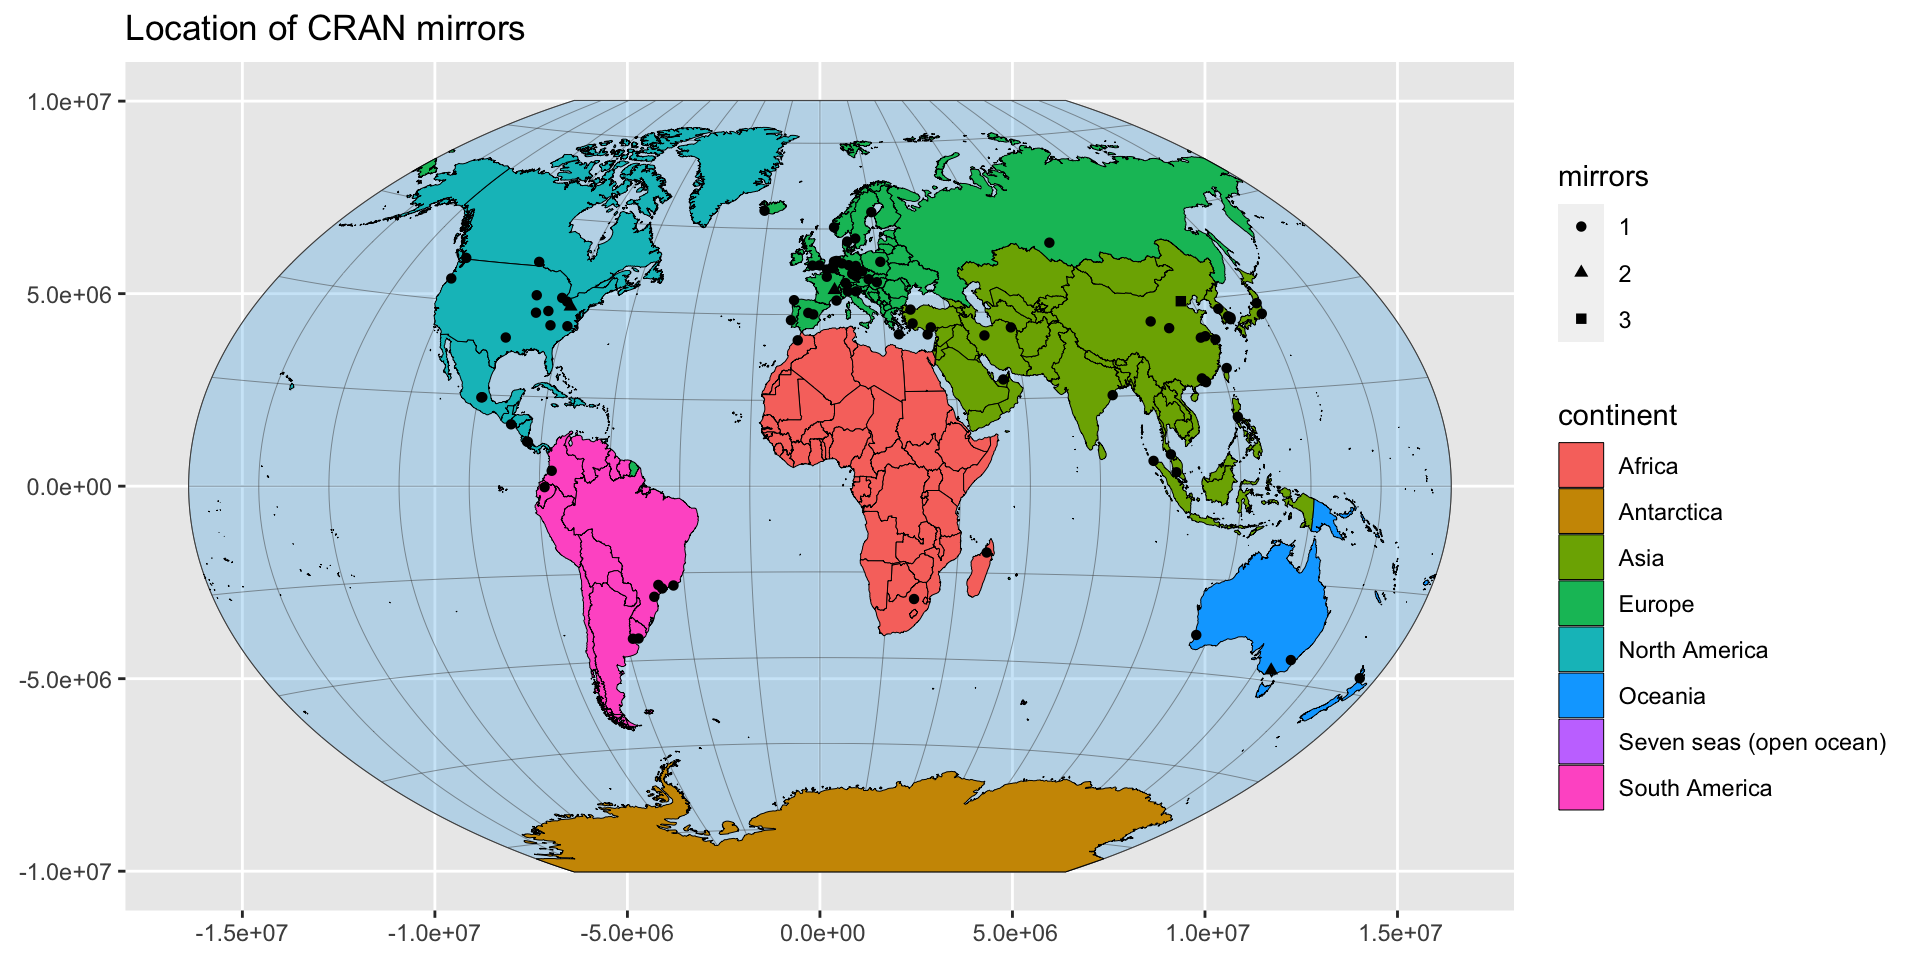 Location of CRAN mirrors
1.0e+07
5.0e+06
0.0e+00
-5.0e+06
-1.0e+07
-1.5e+07
-1.0e+07
-5.0e+06
0.0e+00
5.0e+06
1.0e+07
1.5e+07
mirrors
1
2
3
continent
Africa
Antarctica
Asia
Europe
North America
Oceania
Seven seas (open ocean)
South America